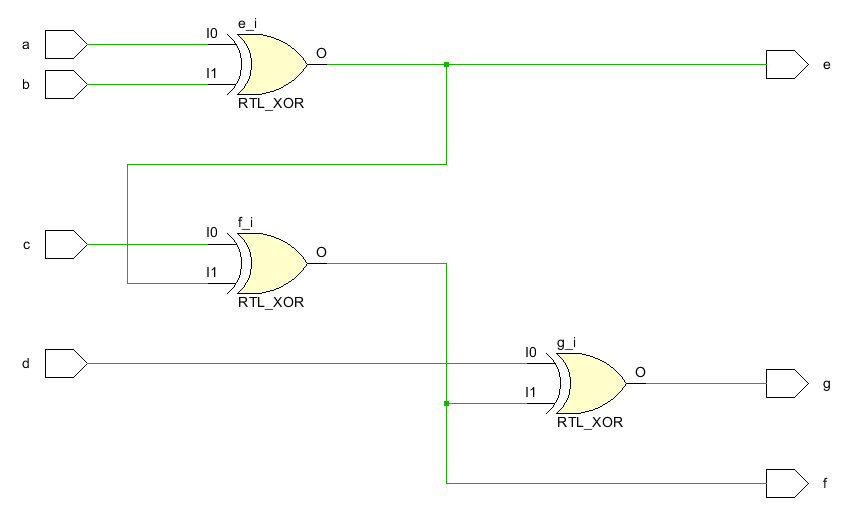 e_i
a
I0
O
e
b
I1
RTL_XOR
f_i
c
I0
O
I1
RTL_XOR
g_i
d
I0
O
g
I1
RTL_XOR
f